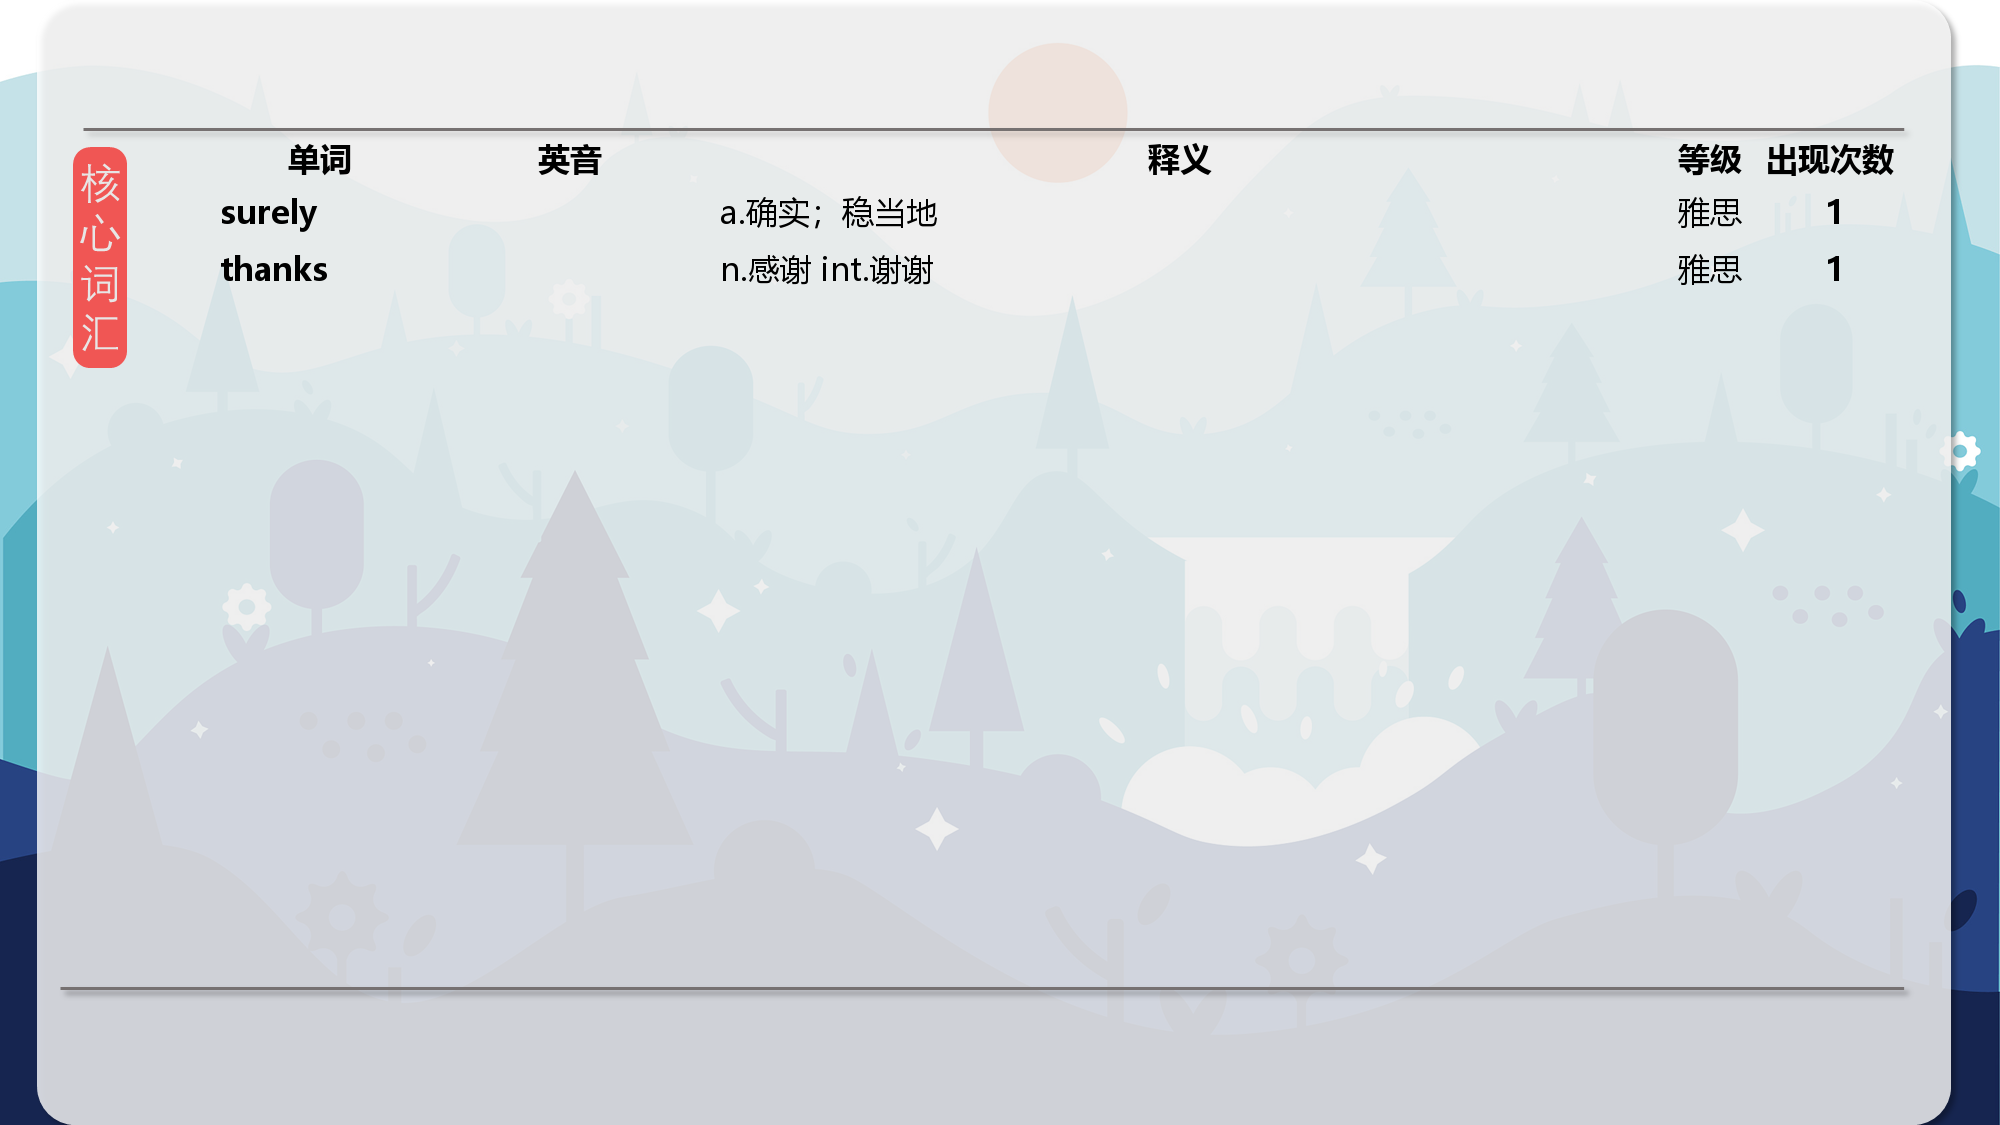 单词 英音 释义 等级 出现次数
核心词汇
surely a.确实；稳当地 雅思 1
thanks n.感谢 int.谢谢 雅思 1